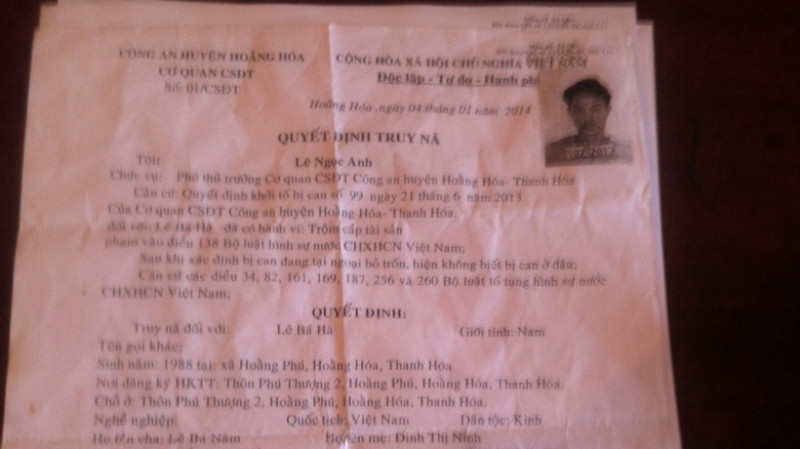 CÔNG AN HUYỆN HOẰNG HÓA
CƠ QUAN CSĐT
Số: 01/CSĐT
CỘNG HÒA XÃ HỘI CHỦ NGHĨA VIỆT NAM
Độc lập - Tự do - Hạnh
Hoằng Hóa, ngày 04 tháng 01 năm 2014
QUYẾT ĐỊNH TRUY NÃ
Tôi: Lê Ngọc Anh
Chức vụ: Phó thủ trưởng Cơ quan CSĐT Công an huyện Hoằng Hóa- Thanh Hóa
Căn cứ: Quyết định khởi tố bị can số 99 ngày 21 tháng 6 năm 2013
Của Cơ quan CSĐT Công an huyện Hoằng Hóa- Thanh Hóa.
đối với: Lê Bá Hà đã có hành vi: Trộm cắp tài sản
phạm vào điều 138 Bộ luật hình sự nước CHXHCN Việt Nam;
Sau khi xác định bị can đang tại ngoại bỏ trốn, hiện không biết bị can ở đâu;
Căn cứ các điều 34, 82, 161, 169, 187, 256 và 260 Bộ luật tố tụng hình sự nước
CHXHCN Việt Nam;
QUYẾT ĐỊNH:
Truy nã đối với: Lê Bá Hà Giới tính: Nam
Tên gọi khác:
Sinh năm: 1988 tại: xã Hoằng Phú, Hoằng Hóa, Thanh Hóa
Nơi đăng ký HKTT: Thôn Phú Thượng 2, Hoằng Phú, Hoằng Hóa, Thanh Hóa.
Chỗ ở: Thôn Phú Thượng 2, Hoằng Phú, Hoằng Hóa, Thanh Hóa.
Nghề nghiệp: Quốc tịch: Việt Nam Dân tộc: Kinh
Họ tên cha: Lê Bá Năm Họ tên mẹ: Đinh Thị Ninh